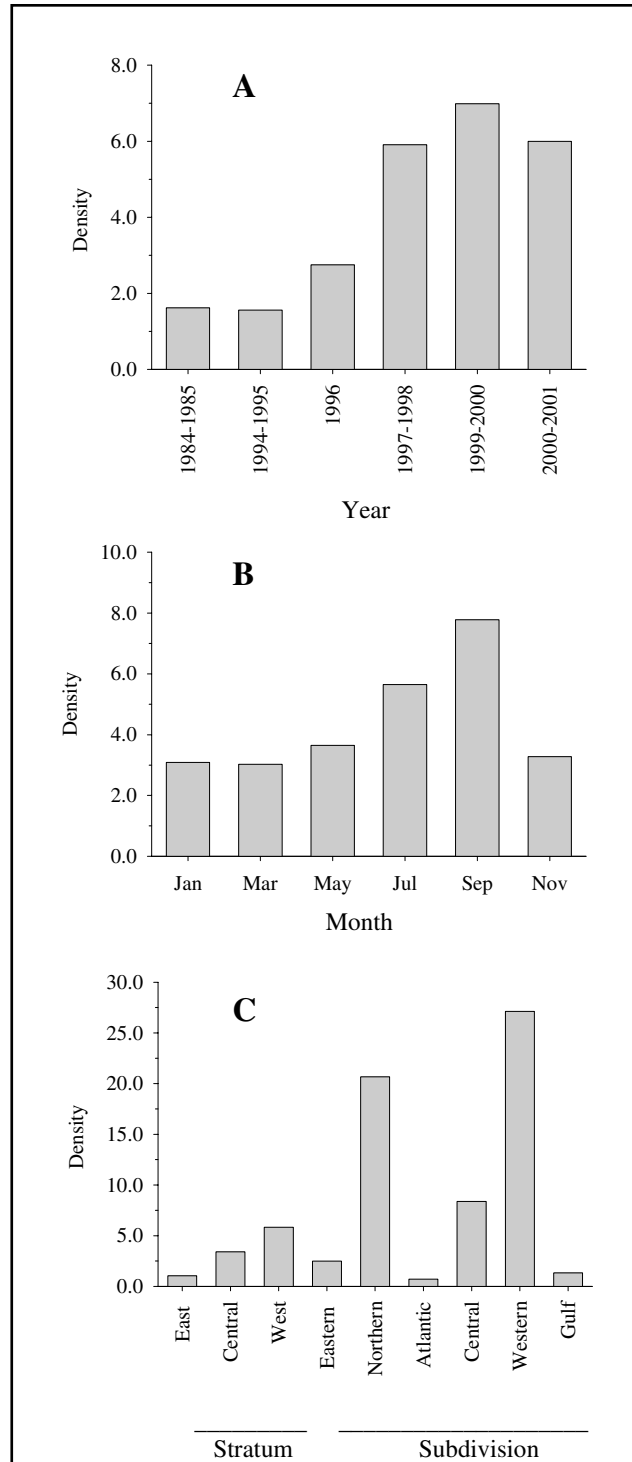 A
8.0
6.0
4.0
2.0
0.0
Density
1984-1985
1994-1995
1996
1997-1998
1999-2000
2000-2001
Year
B
10.0
8.0
6.0
4.0
2.0
0.0
Density
Jan Mar May Jul Sep Nov
Month
C
30.0
25.0
20.0
15.0
10.0
5.0
0.0
Density
East
Central
West
Eastern
Northern
Atlantic
Central
Western
Gulf
Stratum Subdivision